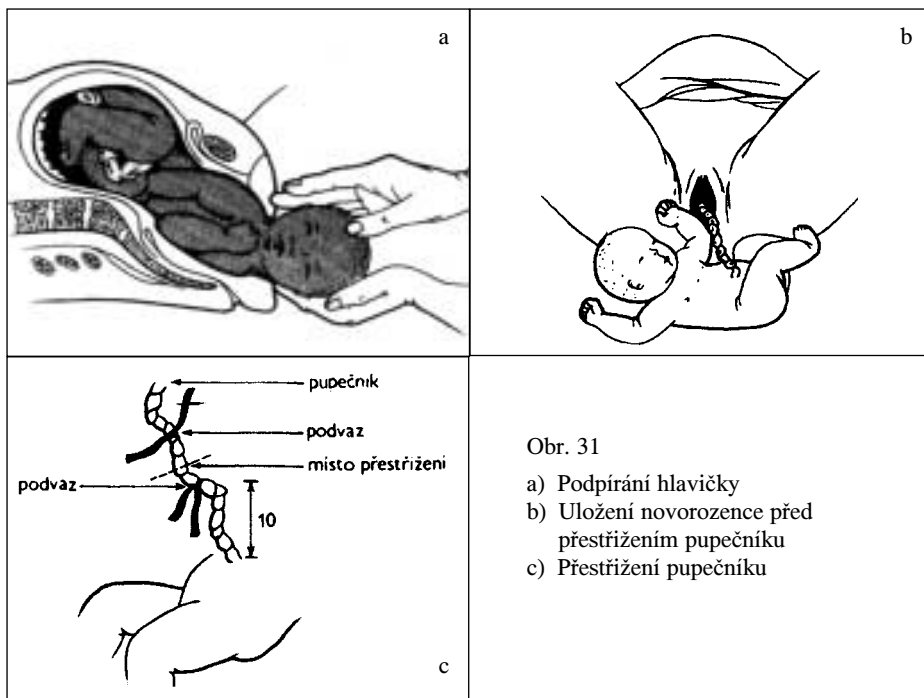 a
b
pupečník
podvaz
místo přestřižení
podvaz
10
c
Obr. 31
a) Podpírání hlavičky
b) Uložení novorozence před
přestřižením pupečníku
c) Přestřižení pupečníku